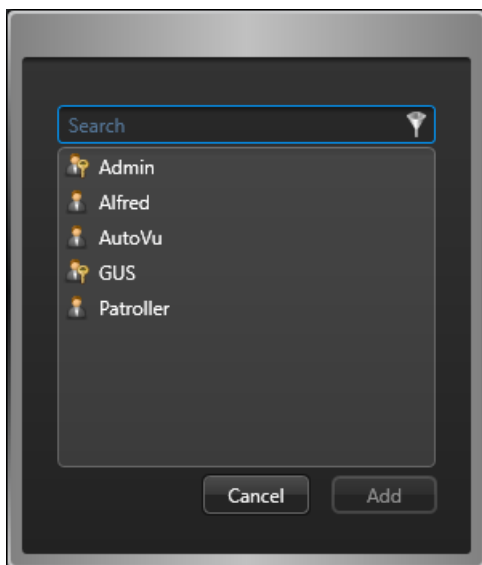 Search
Admin
Alfred
AutoVu
GUS
Patroller
Cancel Add